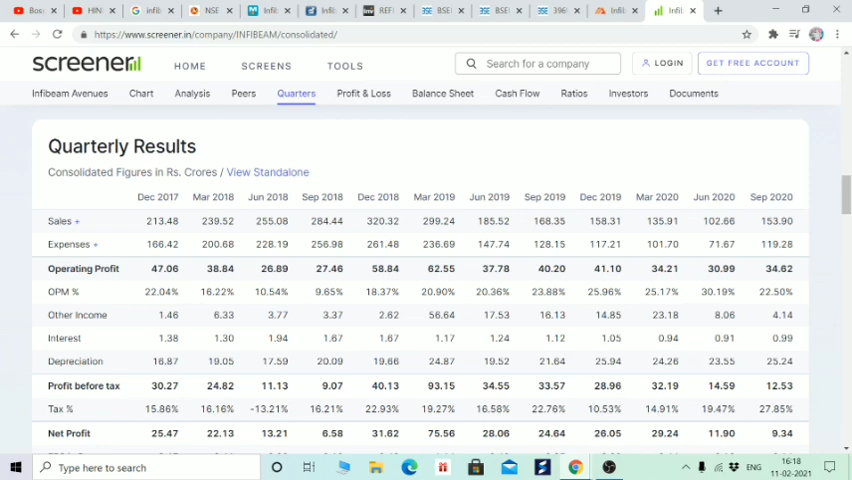 Bos
HIN
infib
NSE
Infil
Infib
REFI
BSEI
BSEI
396
Infib
Infil
https://www.screener.in/company/INFIBEAM/consolidated/
screener
HOME
SCREENS
TOOLS
Search for a company
LOGIN
GET FREE ACCOUNT
Infibeam Avenues Chart Analysis Peers Quarters Profit & Loss Balance Sheet Cash Flow Ratios Investors Documents
Quarterly Results
Consolidated Figures in Rs. Crores / View Standalone
Dec 2017 Mar 2018 Jun 2018 Sep 2018 Dec 2018 Mar 2019 Jun 2019 Sep 2019 Dec 2019 Mar 2020 Jun 2020 Sep 2020
Sales + 213.48 239.52 255.08 284.44 320.32 299.24 185.52 168.35 158.31 135.91 102.66 153.90
Expenses + 166.42 200.68 228.19 256.98 261.48 236.69 147.74 128.15 117.21 101.70 71.67 119.28
Operating Profit 47.06 38.84 26.89 27.46 58.84 62.55 37.78 40.20 41.10 34.21 30.99 34.62
OPM % 22.04% 16.22% 10.54% 9.65% 18.37% 20.90% 20.36% 23.88% 25.96% 25.17% 30.19% 22.50%
Other Income 1.46 6.33 3.77 3.37 2.62 56.64 17.53 16.13 14.85 23.18 8.06 4.14
Interest 1.38 1.30 1.94 1.67 1.67 1.17 1.24 1.12 1.05 0.94 0.91 0.99
Depreciation 16.87 19.05 17.59 20.09 19.66 24.87 19.52 21.64 25.94 24.26 23.55 25.24
Profit before tax 30.27 24.82 11.13 9.07 40.13 93.15 34.55 33.57 28.96 32.19 14.59 12.53
Tax % 15.86% 16.16% -13.21% 16.21% 22.93% 19.27% 16.58% 22.76% 10.53% 14.91% 19.47% 27.85%
Net Profit 25.47 22.13 13.21 6.58 31.62 75.56 28.06 24.64 26.05 29.24 11.90 9.34
Type here to search
ENG
16:18
11-02-2021